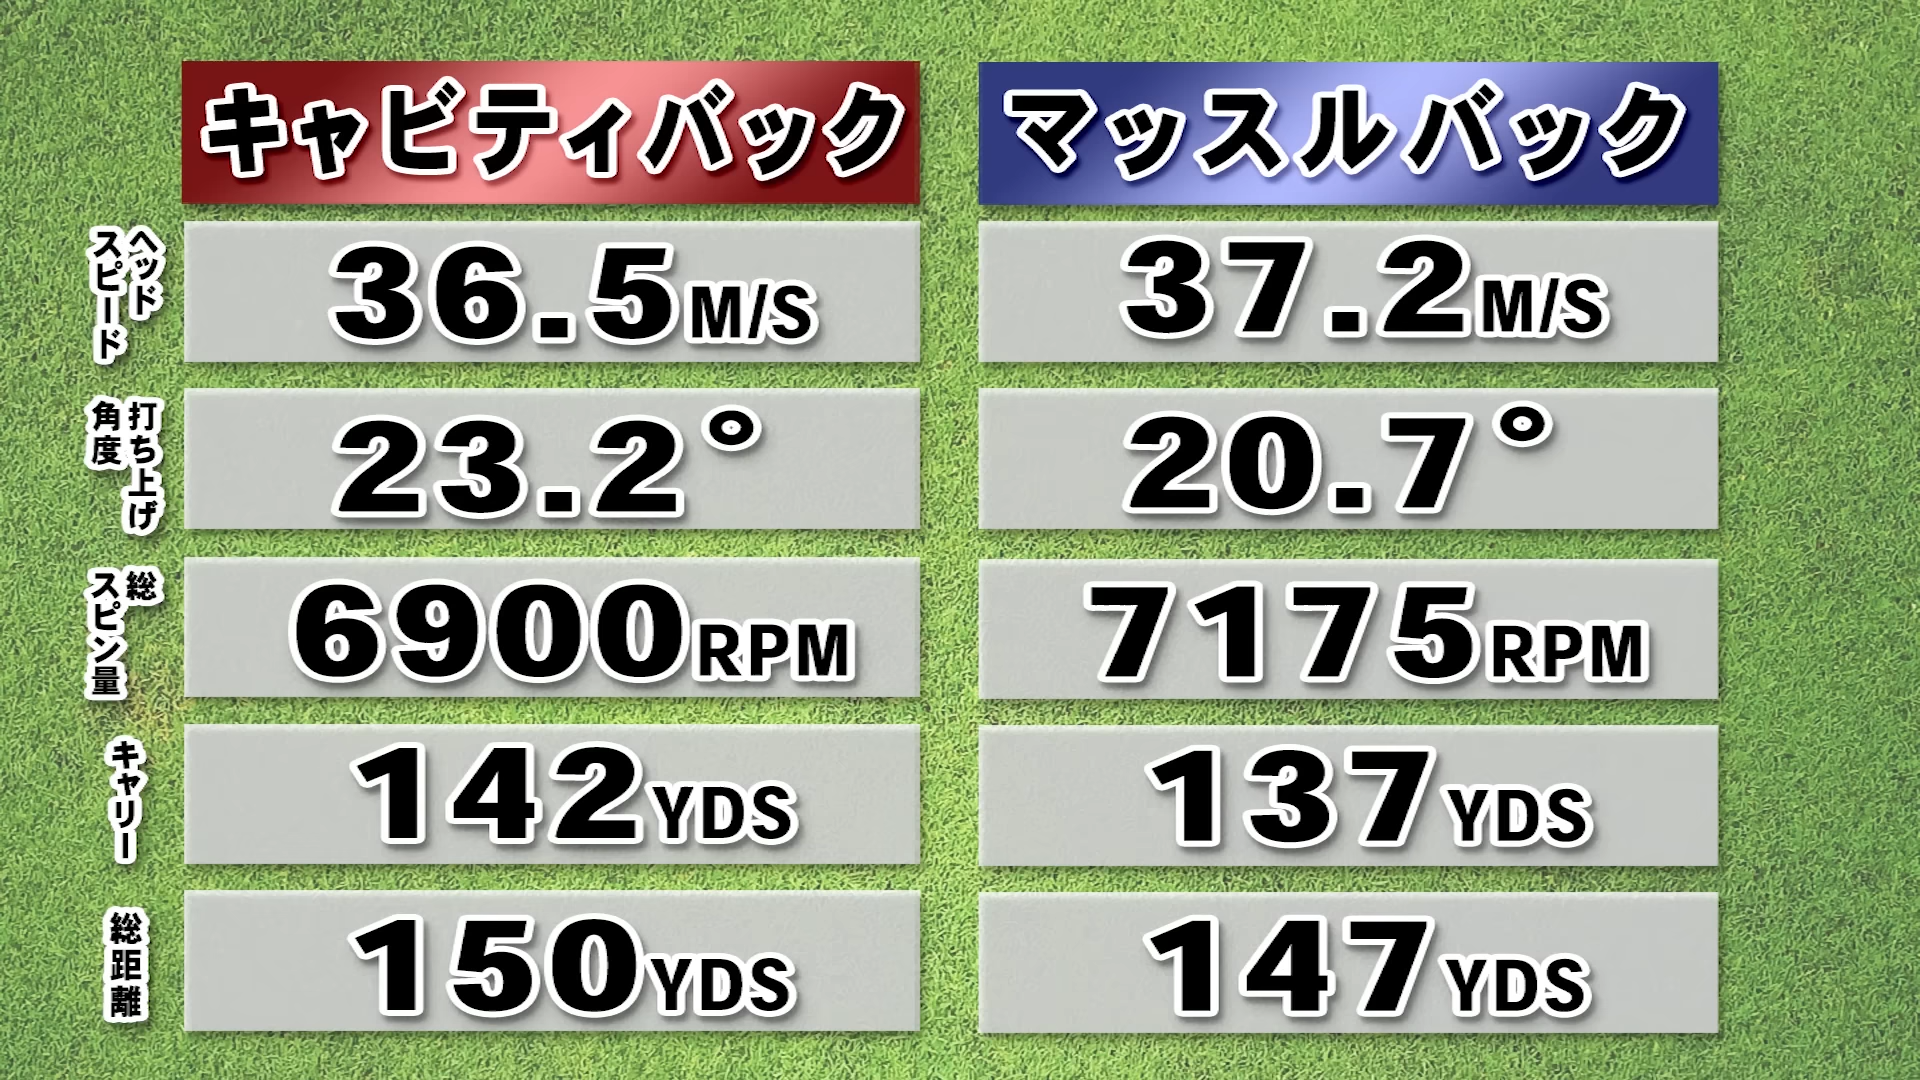 キャビティバック
マッスルバック
ヘッド
スピード
36.5M/S
37.2M/S
打ち上げ
角度
23.2°
20.7°
総
スピン量
6900RPM
7175RPM
キャリー
142YDS
137YDS
総距離
150YDS
147YDS